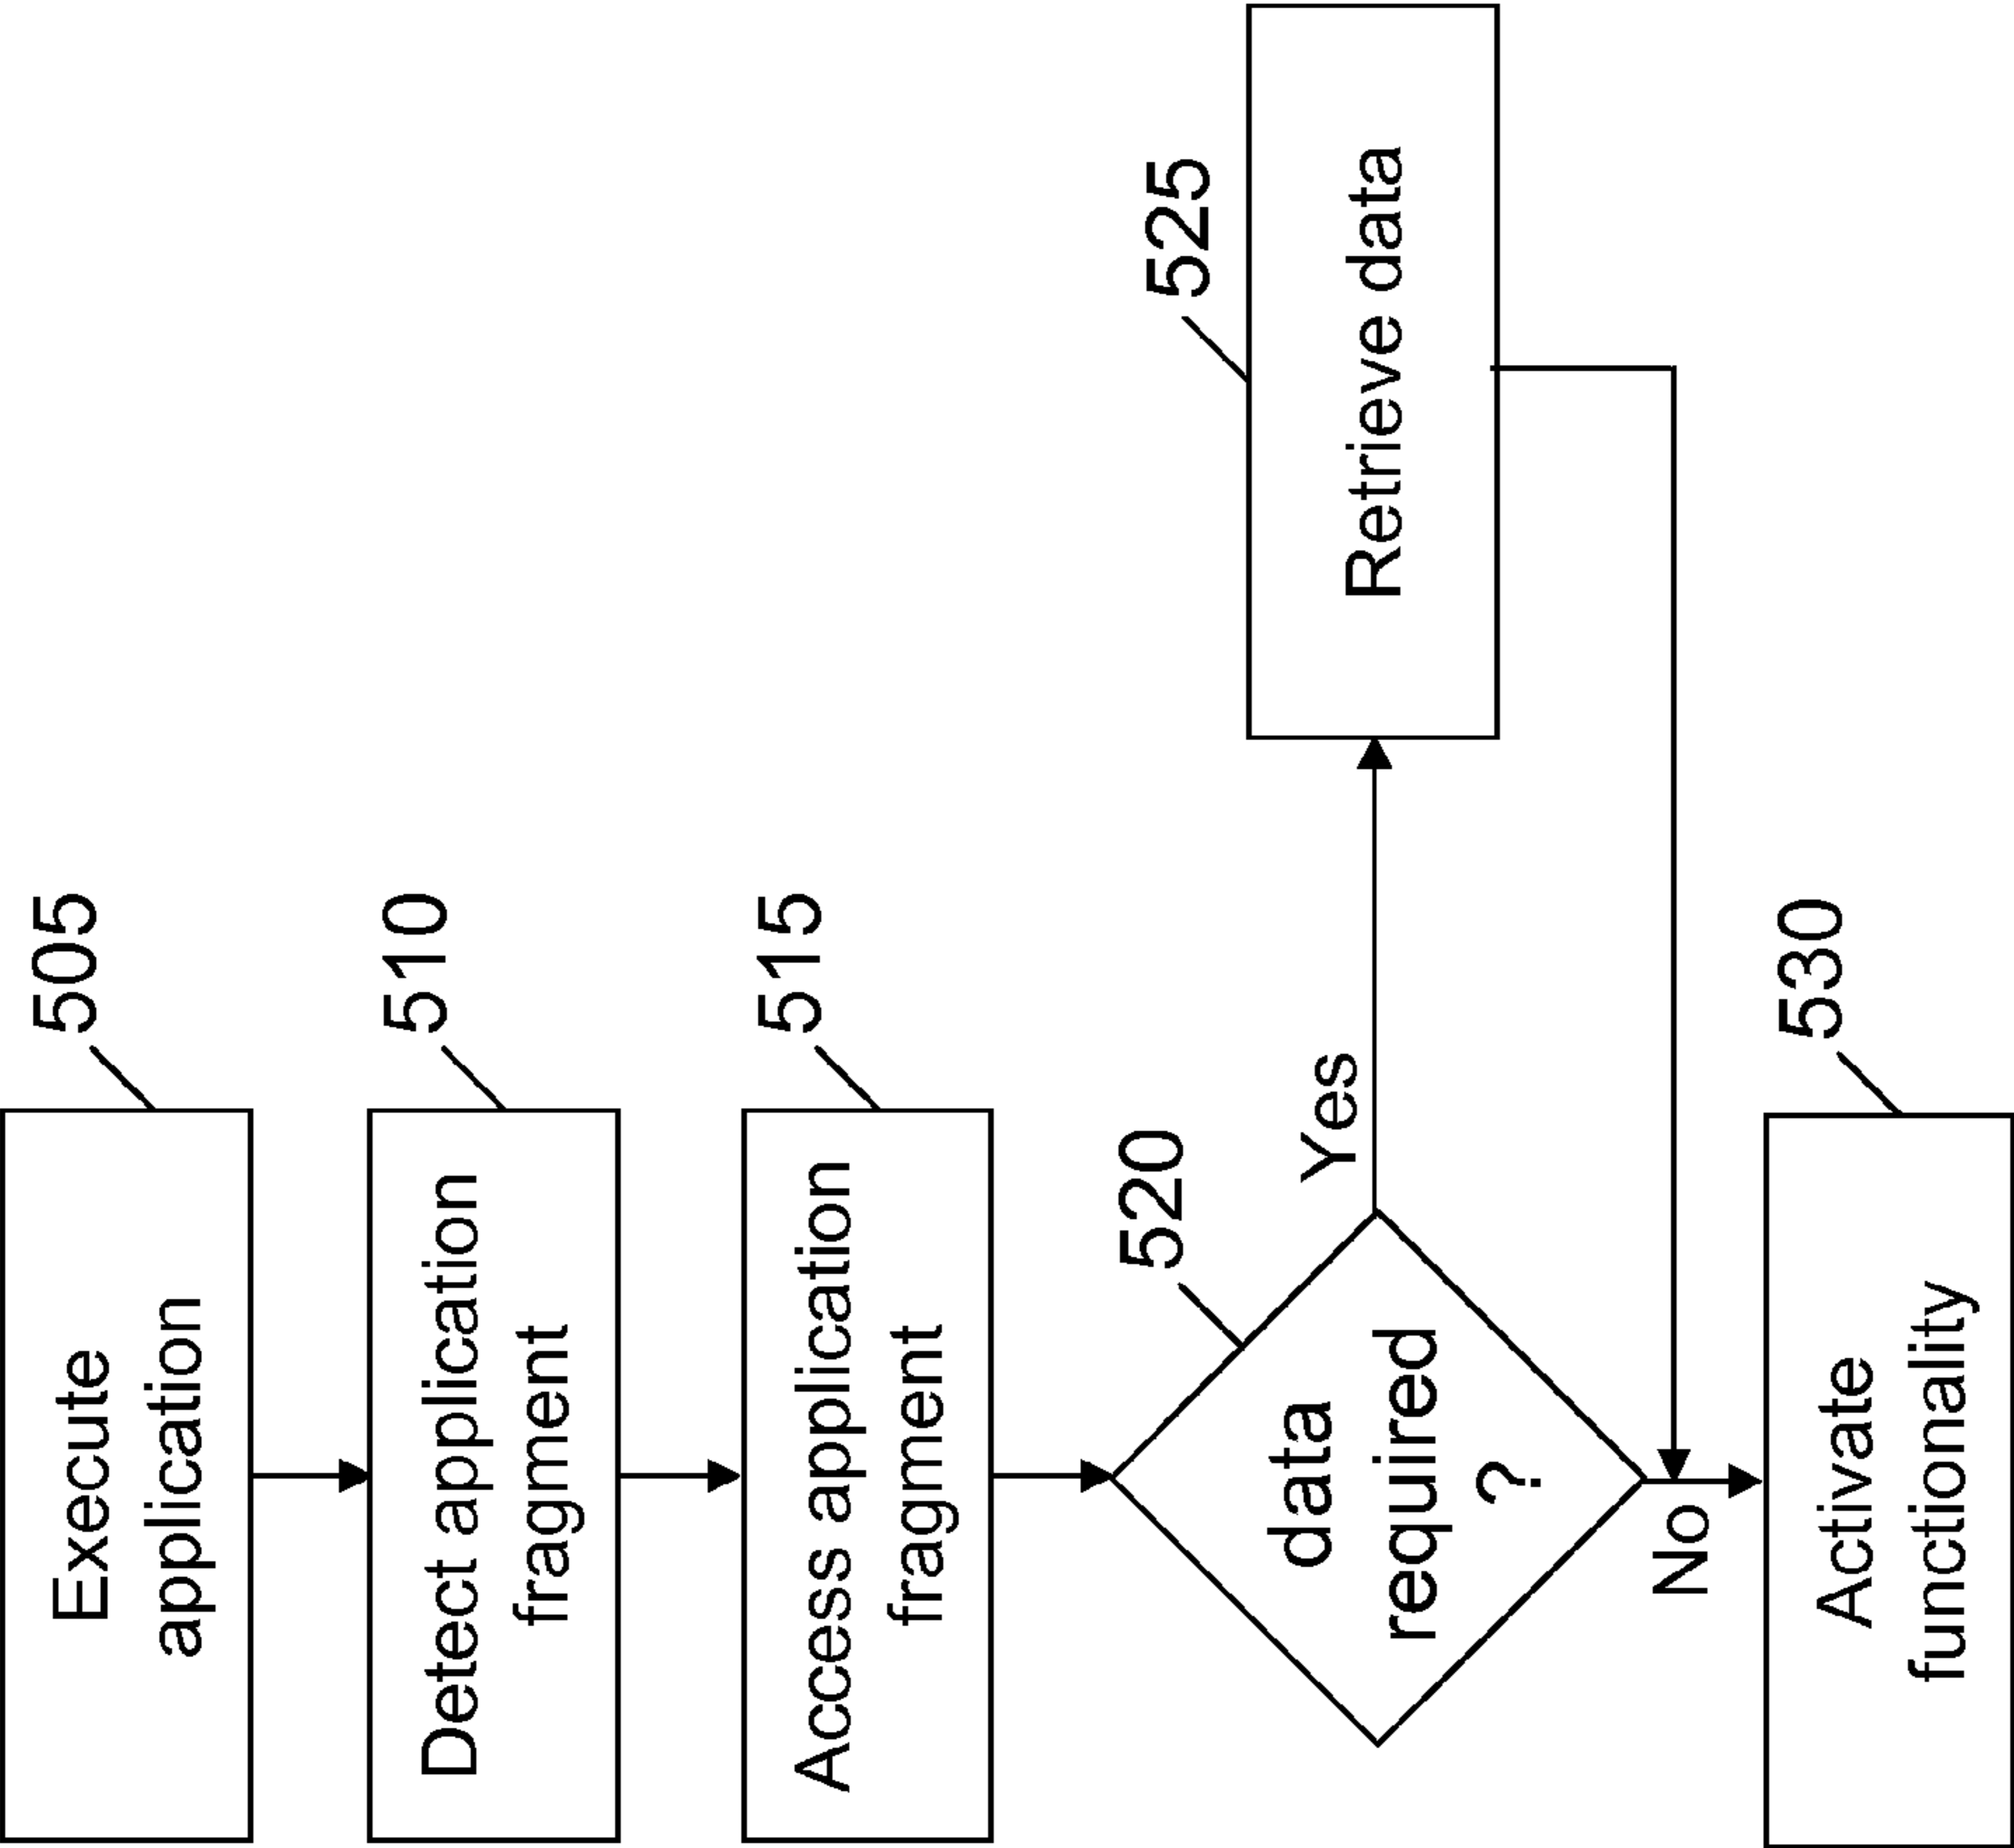 505
Execute
application
510
Detect application
fragment
515
Access application
fragment
520
data
required
?
Yes
525
Retrieve data
No
530
Activate
functionality